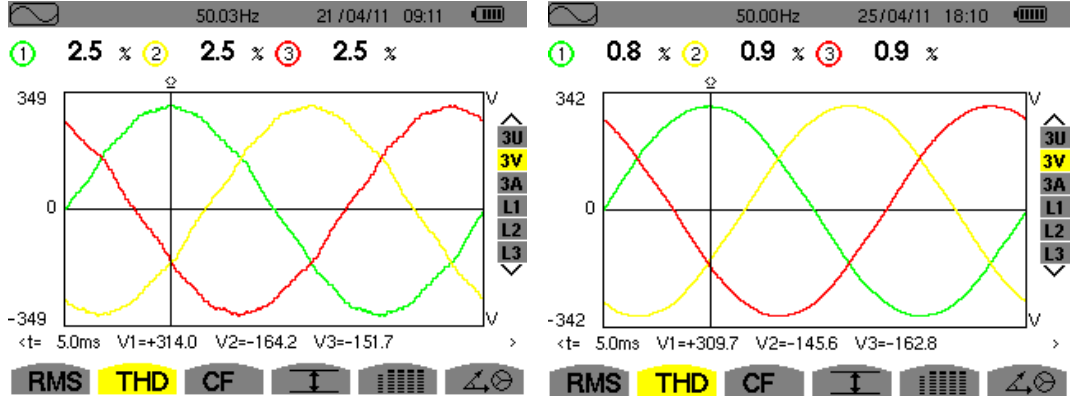 50.03Hz 21/04/11 09:11
1 2.5 % 2 2.5 % 3 2.5 %
349 V
3U
3V
3A
0 L1
L2
L3
-349 V
<t= 5.0ms V1=+314.0 V2=-164.2 V3=-151.7 >
RMS THD CF
50.00Hz 25/04/11 18:10
1 0.8 % 2 0.9 % 3 0.9 %
342 V
3U
3V
3A
0 L1
L2
L3
-342 V
<t= 5.0ms V1=+309.7 V2=-145.6 V3=-162.8 >
RMS THD CF